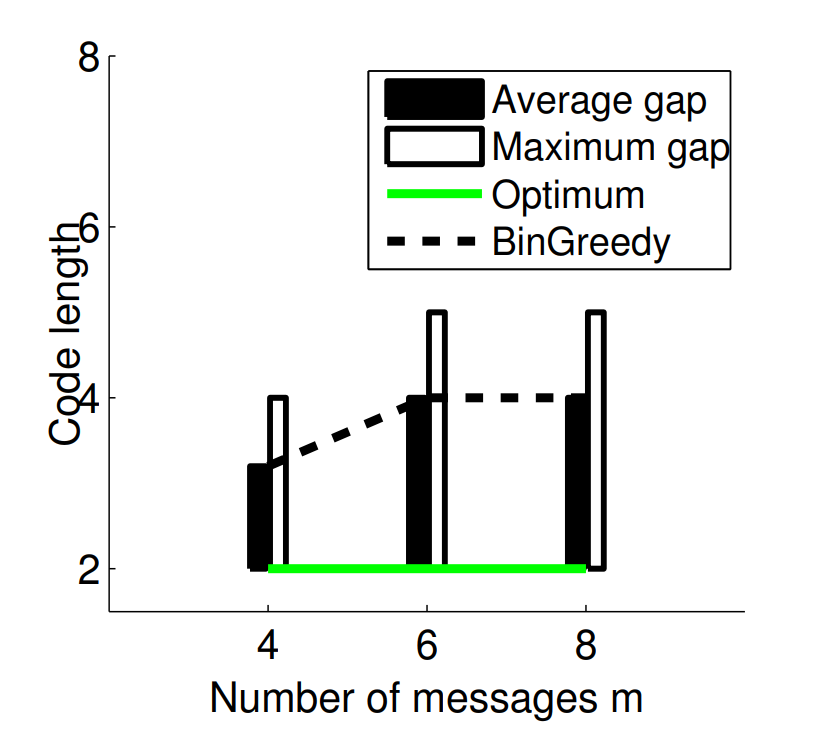 8
6
4
2
Code length
Average gap
Maximum gap
Optimum
BinGreedy
4 6 8
Number of messages m